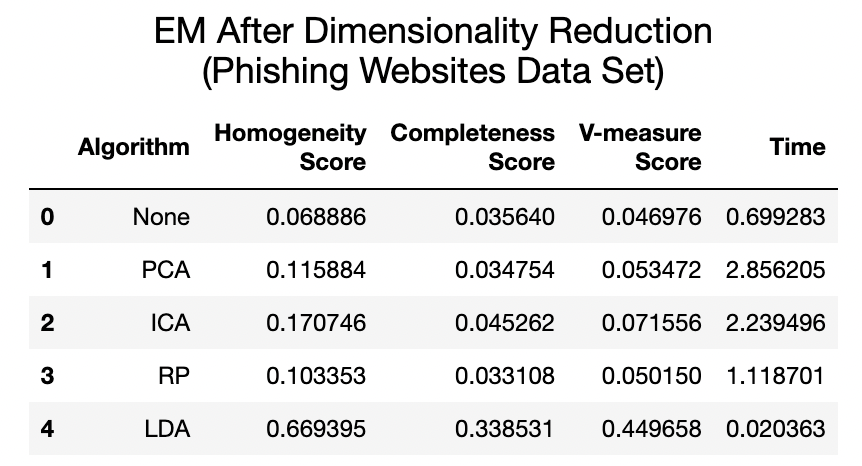 EM After Dimensionality Reduction
(Phishing Websites Data Set)
Algorithm Homogeneity Score Completeness Score V-measure Score Time
0 None 0.068886 0.035640 0.046976 0.699283
1 PCA 0.115884 0.034754 0.053472 2.856205
2 ICA 0.170746 0.045262 0.071556 2.239496
3 RP 0.103353 0.033108 0.050150 1.118701
4 LDA 0.669395 0.338531 0.449658 0.020363